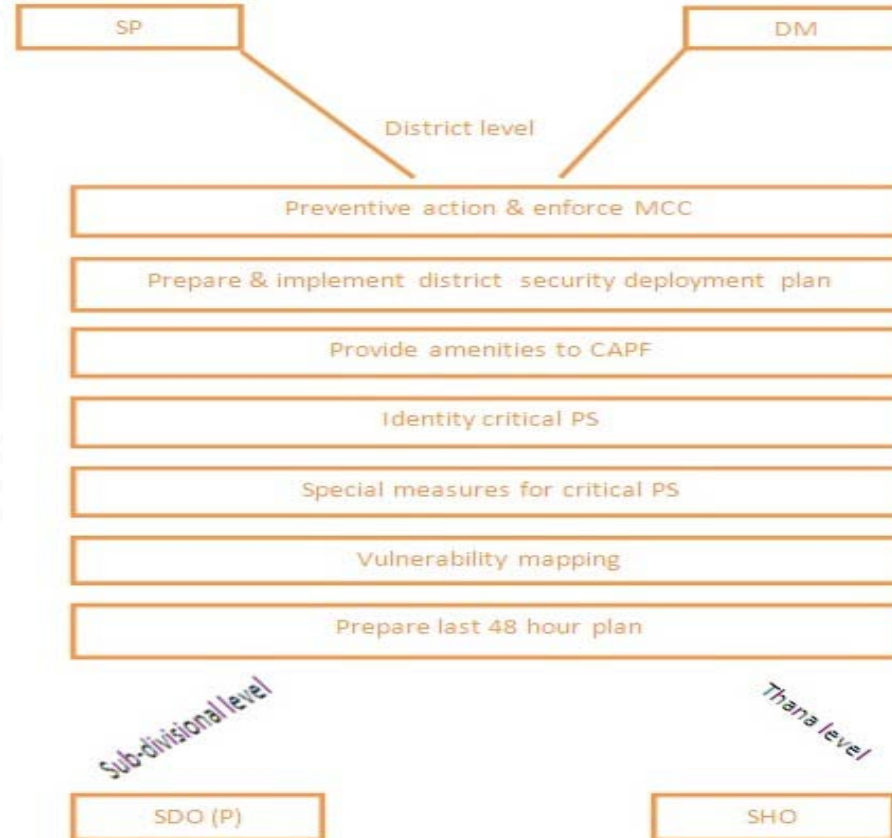 SP
DM
District level
Preventive action & enforce MCC
Prepare & implement district security deployment plan
Provide amenities to CAPF
Identity critical PS
Special measures for critical PS
Vulnerability mapping
Prepare last 48 hour plan
Sub-divisional level
Thana level
SDO (P)
SHO